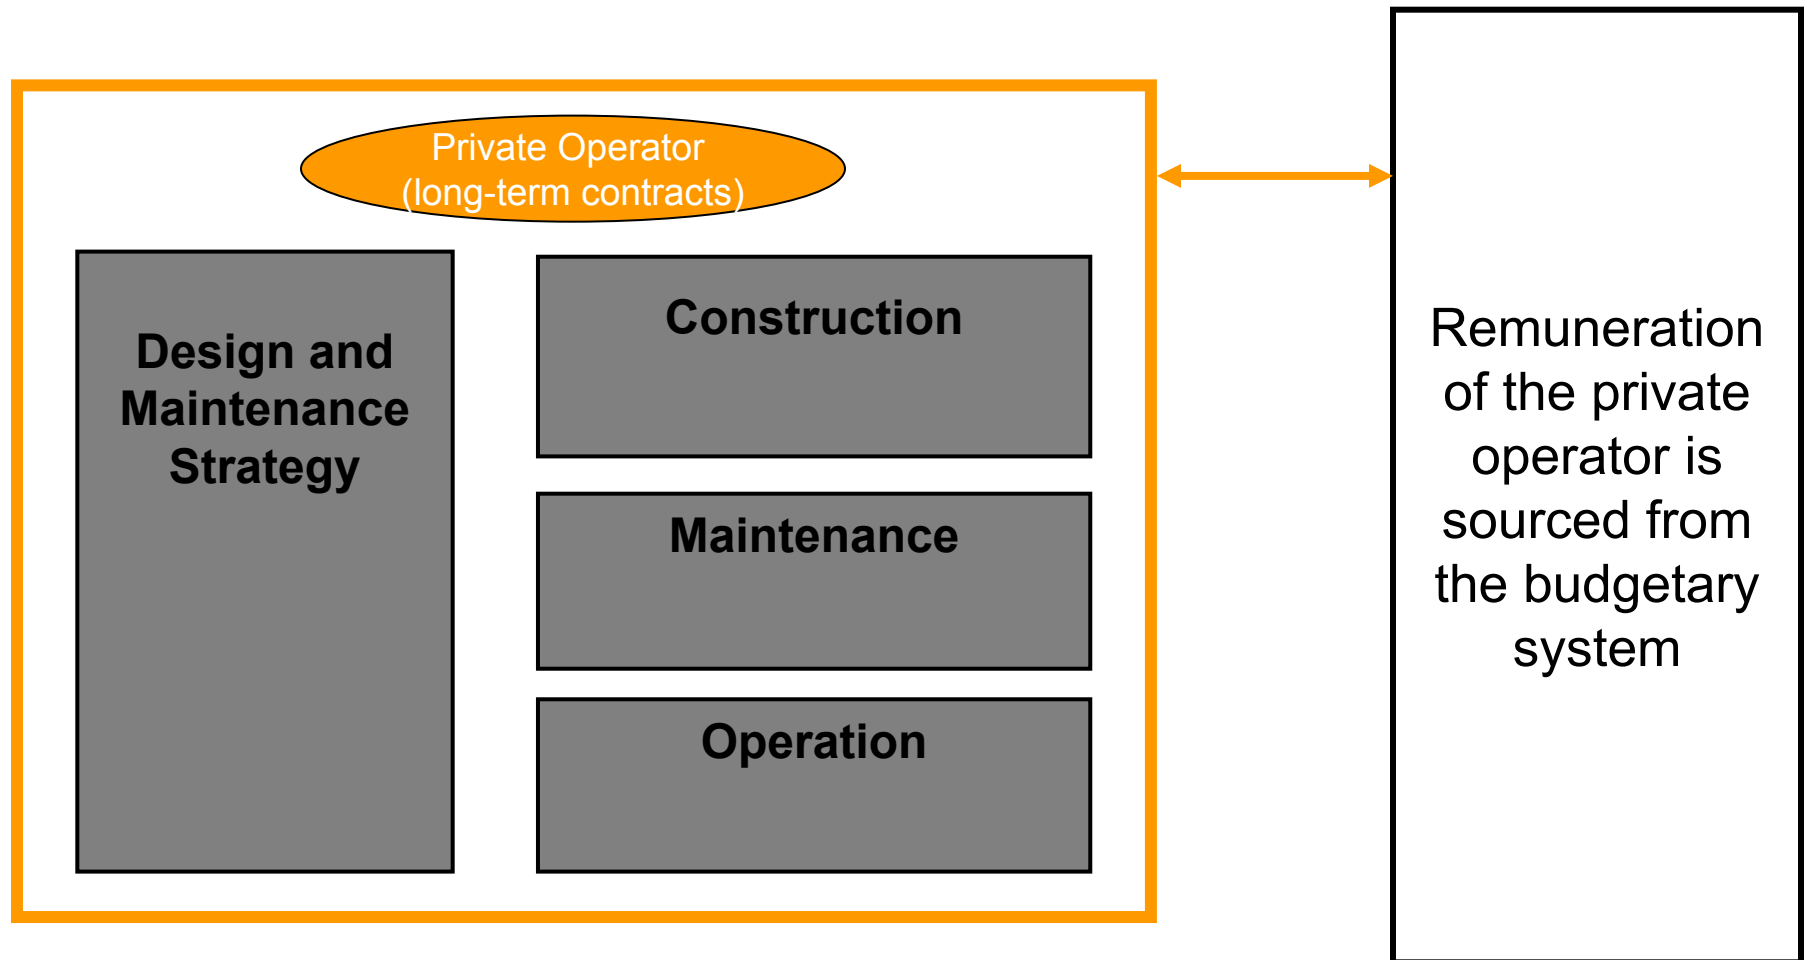 Private Operator
(long-term contracts)
Design and
Maintenance
Strategy
Construction
Maintenance
Operation
Remuneration
of the private
operator is
sourced from
the budgetary
system